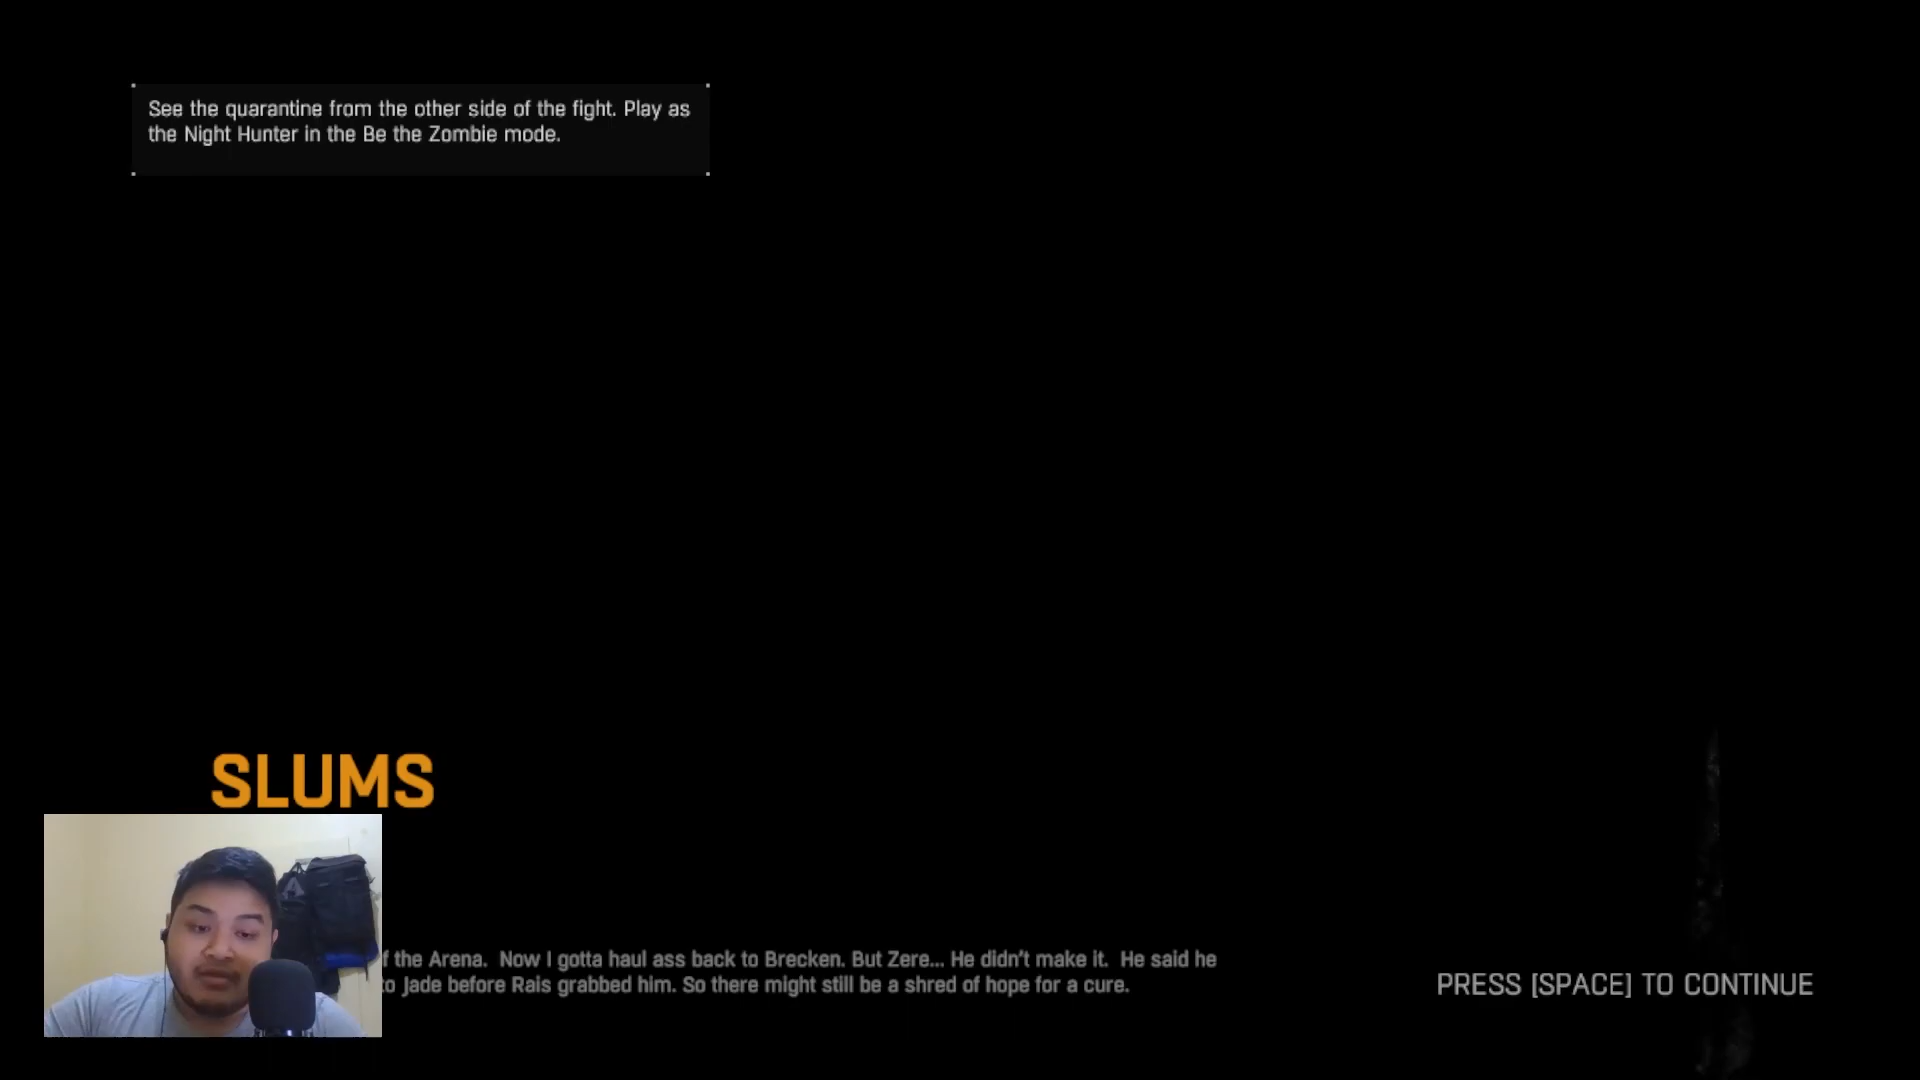 See the quarantine from the other side of the fight. Play as
the Night Hunter in the Be the Zombie mode.
SLUMS
the Arena.  Now I gotta haul ass back to Brecken. But Zere... He didn't make it.  He said he
Jade before Rais grabbed him. So there might still be a shred of hope for a cure.
PRESS [SPACE] TO CONTINUE